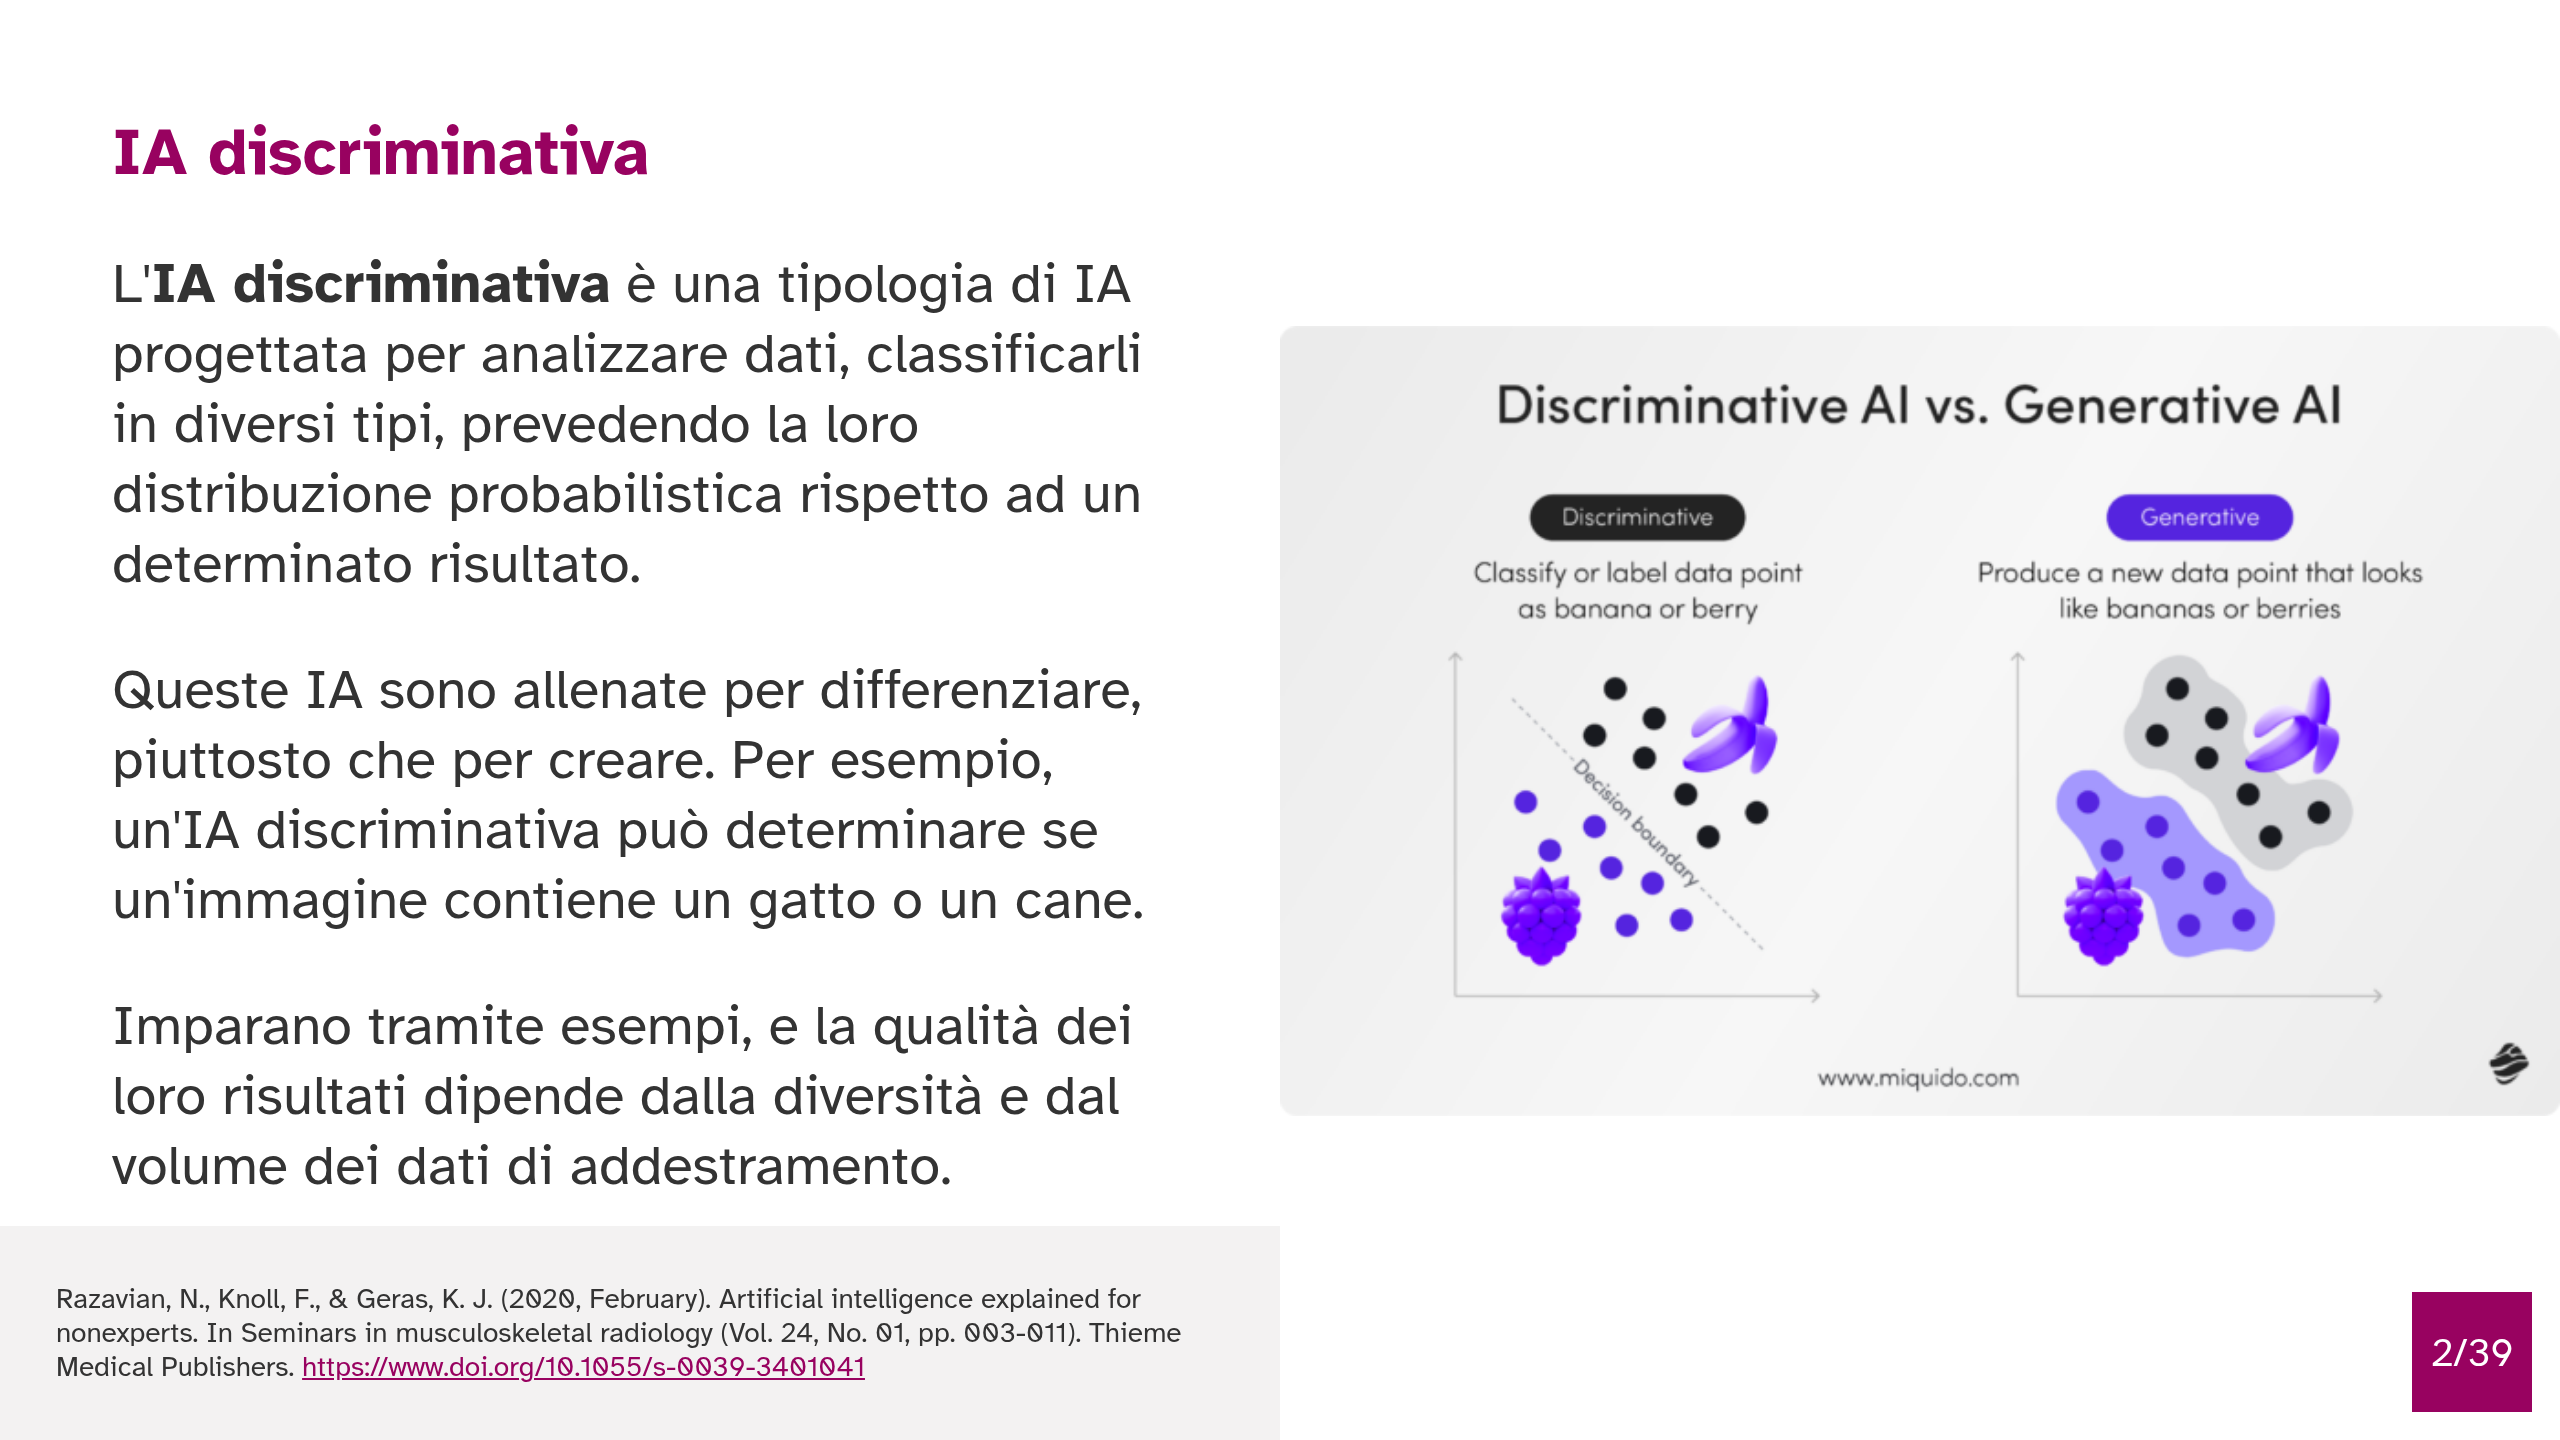 IA discriminativa
L'IA discriminativa è una tipologia di IA
progettata per analizzare dati, classificarli
in diversi tipi, prevedendo la loro
distribuzione probabilistica rispetto ad un
determinato risultato.
Queste IA sono allenate per differenziare,
piuttosto che per creare. Per esempio,
un'IA discriminativa può determinare se
un'immagine contiene un gatto o un cane.
Imparano tramite esempi, e la qualità dei
loro risultati dipende dalla diversità e dal
volume dei dati di addestramento.
Discriminative AI vs. Generative AI
Discriminative
Classify or label data point
as banana or berry
Decision boundary
Generative
Produce a new data point that looks
like bananas or berries
www.miquido.com
Razavian, N., Knoll, F., & Geras, K. J. (2020, February). Artificial intelligence explained for
nonexperts. In Seminars in musculoskeletal radiology (Vol. 24, No. 01, pp. 003-011). Thieme
Medical Publishers. https://www.doi.org/10.1055/s-0039-3401041
2/39